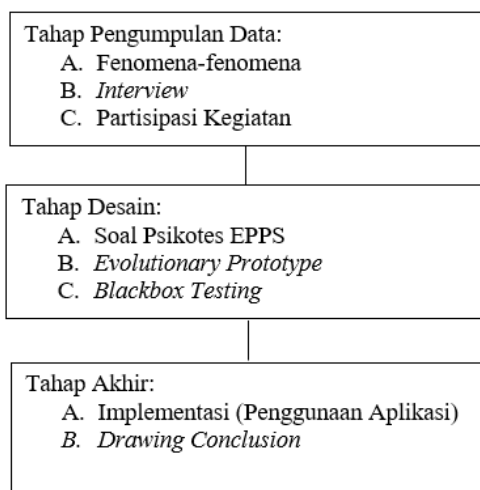 Tahap Pengumpulan Data:
A. Fenomena-fenomena
B. Interview
C. Partisipasi Kegiatan
Tahap Desain:
A. Soal Psikotes EPPS
B. Evolutionary Prototype
C. Blackbox Testing
Tahap Akhir:
A. Implementasi (Penggunaan Aplikasi)
B. Drawing Conclusion